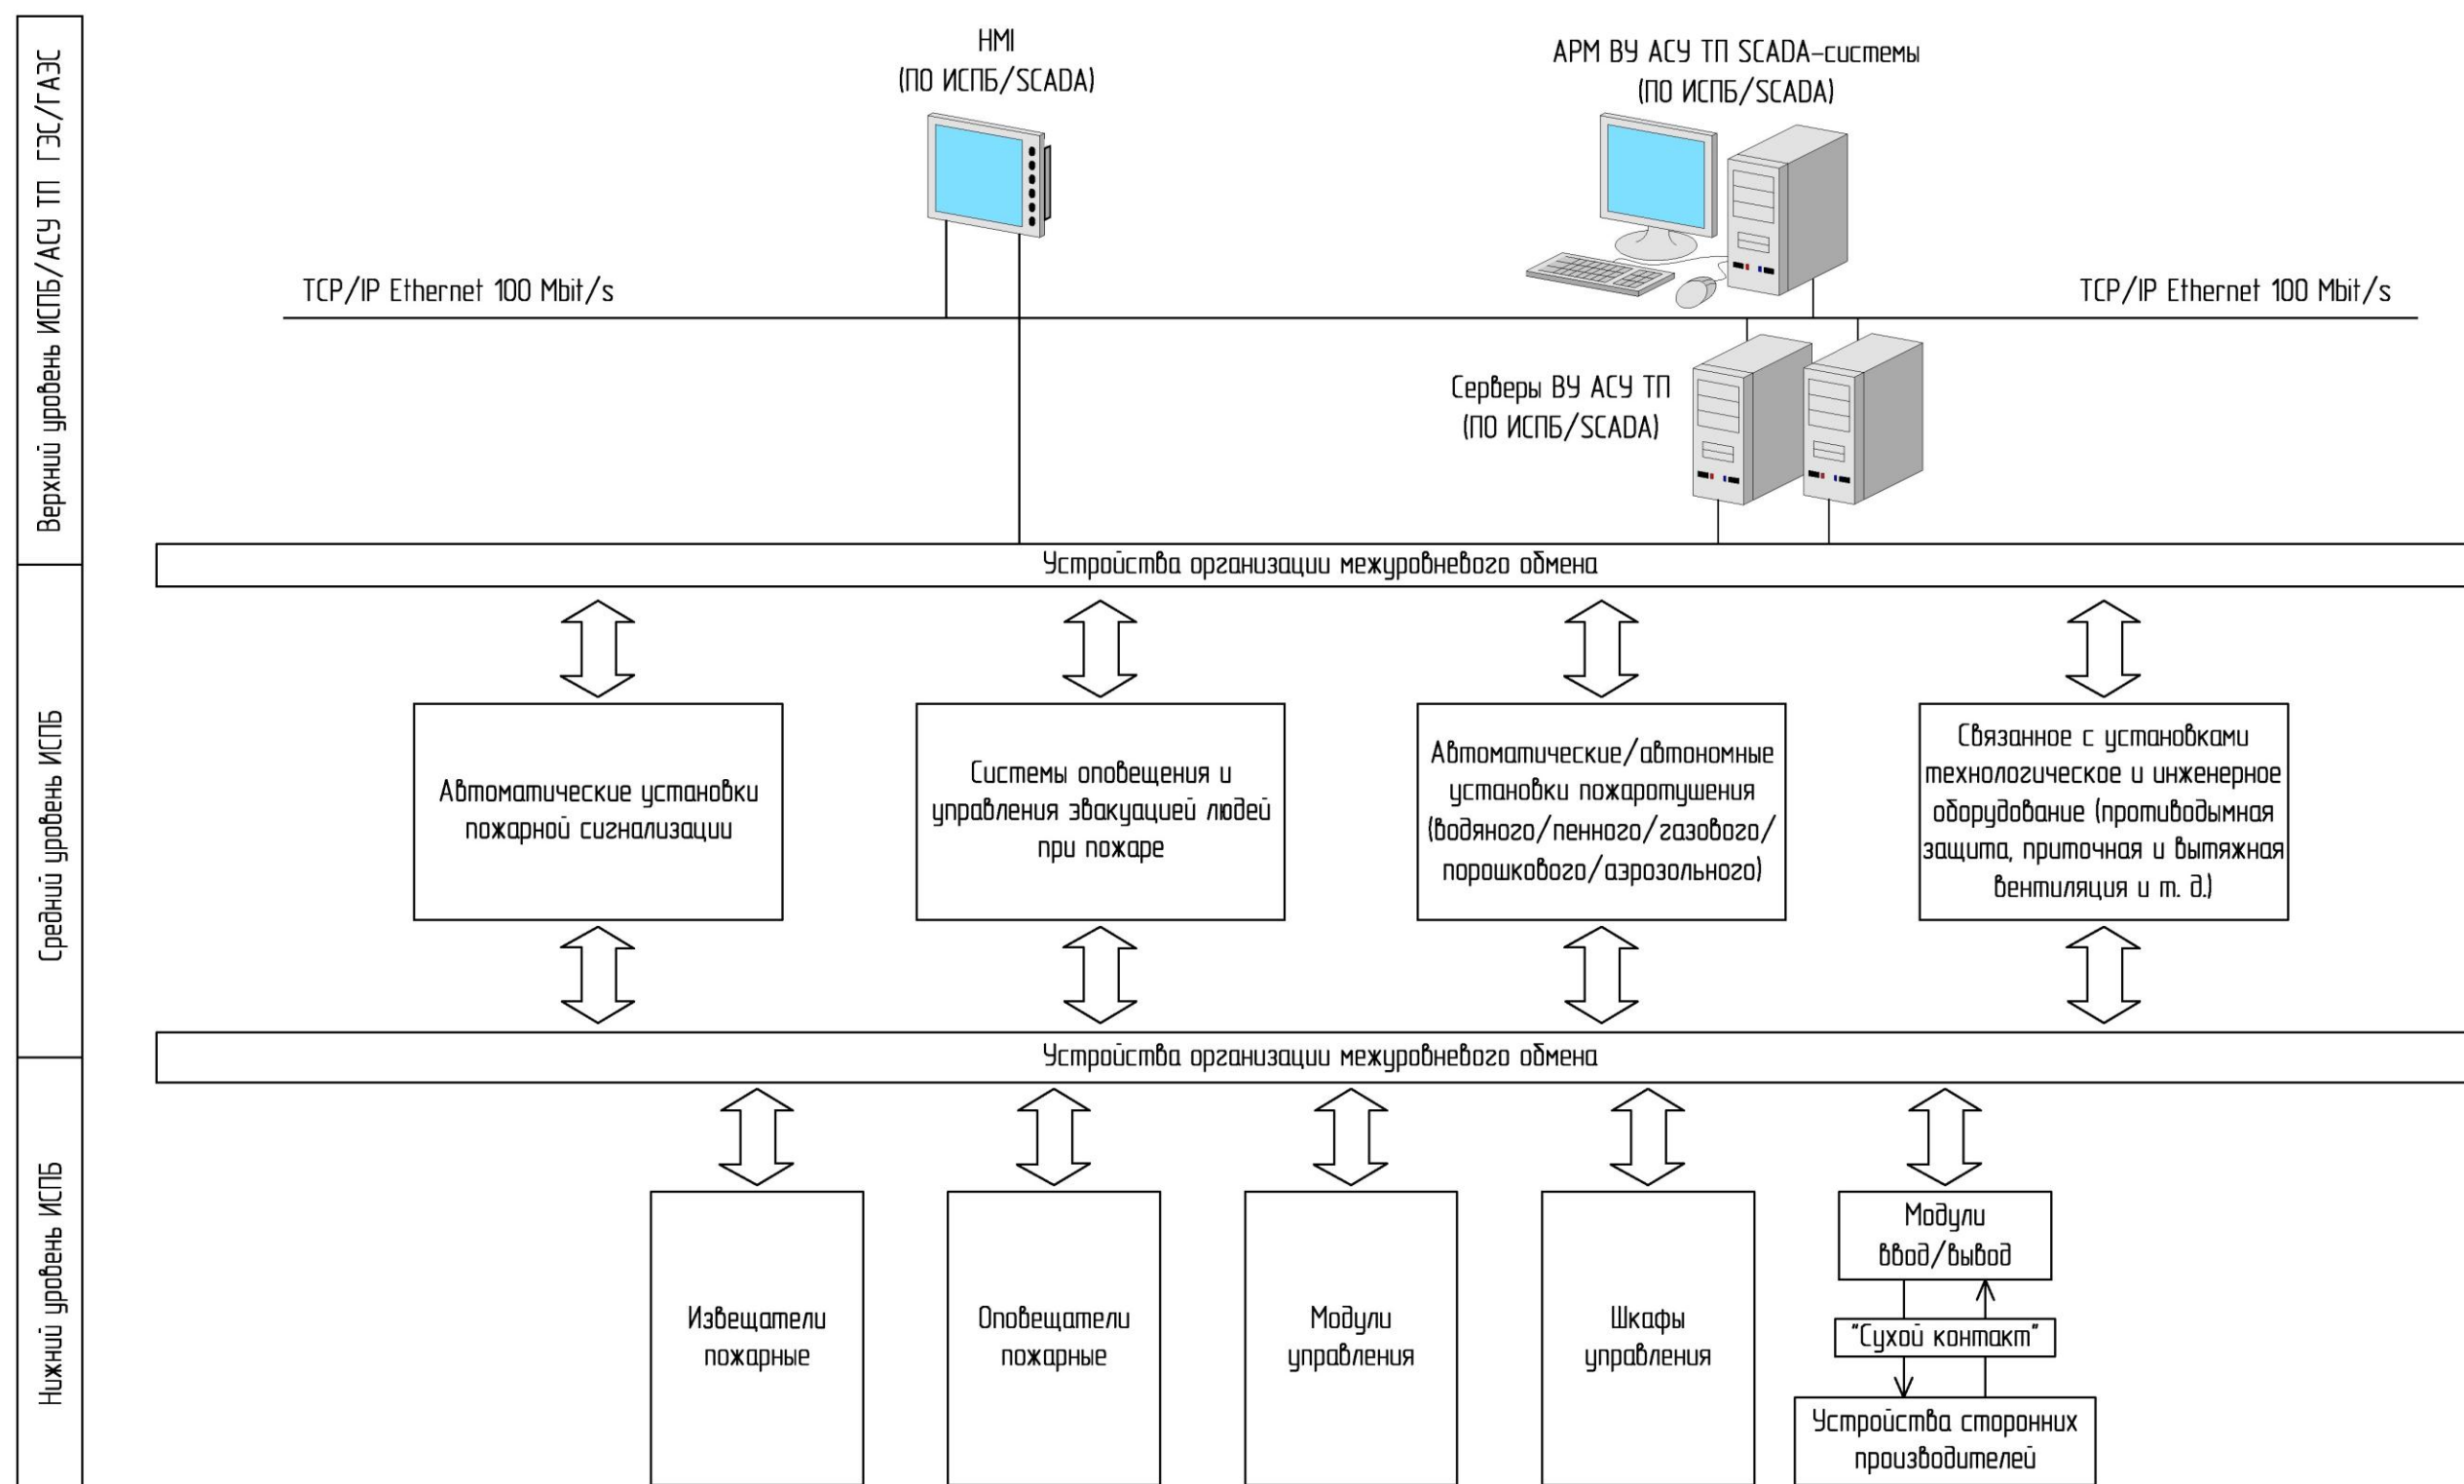 Верхний уровень ИСПБ/АСУ ТП ГЭС/ГАЭС
HMI
(ПО ИСПБ/SCADA)
АРМ ВУ АСУ ТП SCADA-системы
(ПО ИСПБ/SCADA)
TCP/IP Ethernet 100 Mbit/s
TCP/IP Ethernet 100 Mbit/s
Серверы ВУ АСУ ТП
(ПО ИСПБ/SCADA)
Устройства организации межуровневого обмена
Средний уровень ИСПБ
Автоматические установки
пожарной сигнализации
Системы оповещения и
управления эвакуацией людей
при пожаре
Автоматические/автономные
установки пожаротушения
(водяного/пенного/газового/
порошкового/аэрозольного)
Связанное с установками
технологическое и инженерное
оборудование (противодымная
защита, приточная и вытяжная
вентиляция и т. д.)
Устройства организации межуровневого обмена
Нижний уровень ИСПБ
Извещатели
пожарные
Оповещатели
пожарные
Модули
управления
Шкафы
управления
Модули
ввод/вывод
"Сухой контакт"
Устройства сторонних
производителей